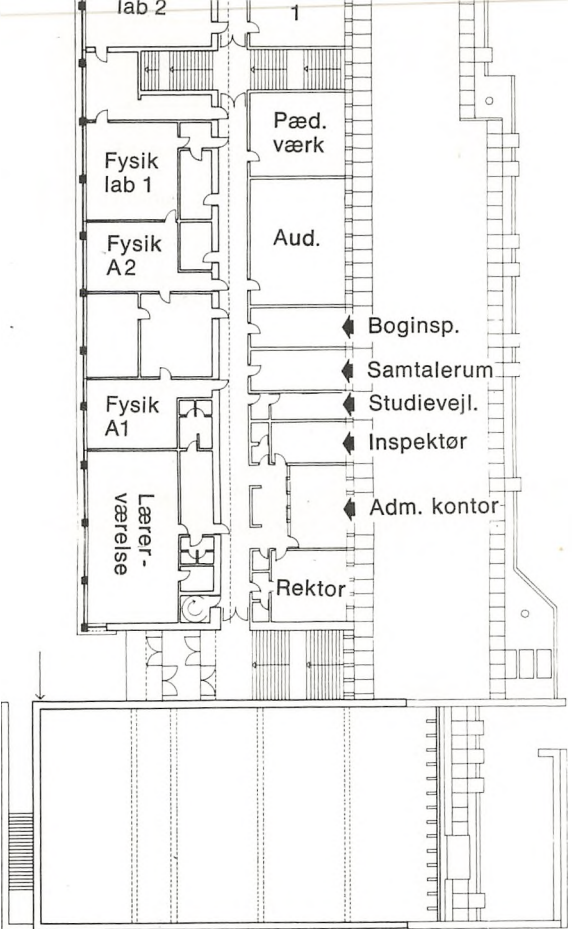 lab 2
1
Pæd.
værk
Fysik
lab 1
Aud.
Fysik
A2
Boginsp.
Samtalerum
Studievejl.
Fysik
A1
Inspektør
Lærer-
værelse
Adm. kontor
Rektor